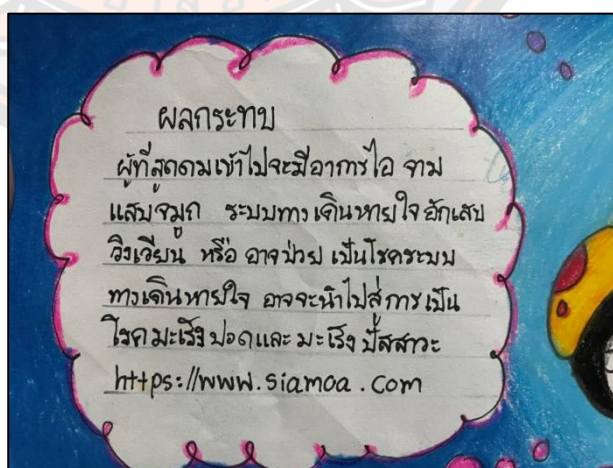 ผลกระทบ
ผู้ที่สูดดมเข้าไปจะมีอาการไอ จาม
แสบจมูก ระบบทางเดินหายใจอักเสบ
วิงเวียน หรือ อาจป่วย เป็นโรคระบบ
ทางเดินหายใจ อาจจะนำไปสู่การเป็น
โรคมะเร็งปอดและมะเร็ง ปัสสาวะ
https://www.siamoa.com